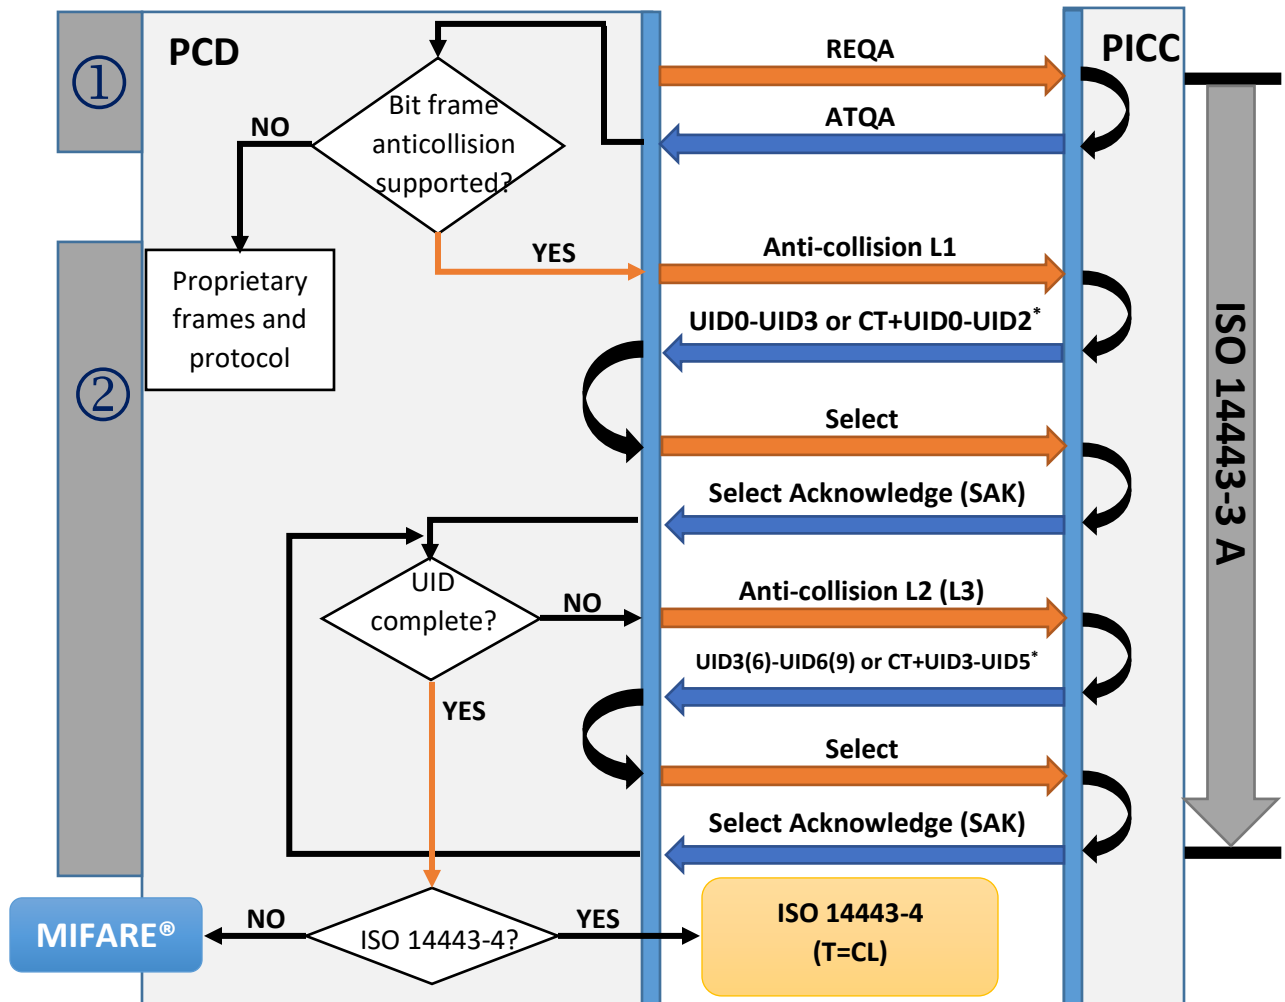 ①
PCD
REQA
PICC
Bit frame
anticollision
supported?
NO
ATQA
YES
Anti-collision L1
Proprietary
frames and
protocol
UID0-UID3 or CT+UID0-UID2*
ISO 14443-3 A
②
Select
Select Acknowledge (SAK)
UID
complete?
NO
Anti-collision L2 (L3)
UID3(6)-UID6(9) or CT+UID3-UID5*
YES
Select
Select Acknowledge (SAK)
MIFARE®
NO
ISO 14443-4?
YES
ISO 14443-4
(T=CL)